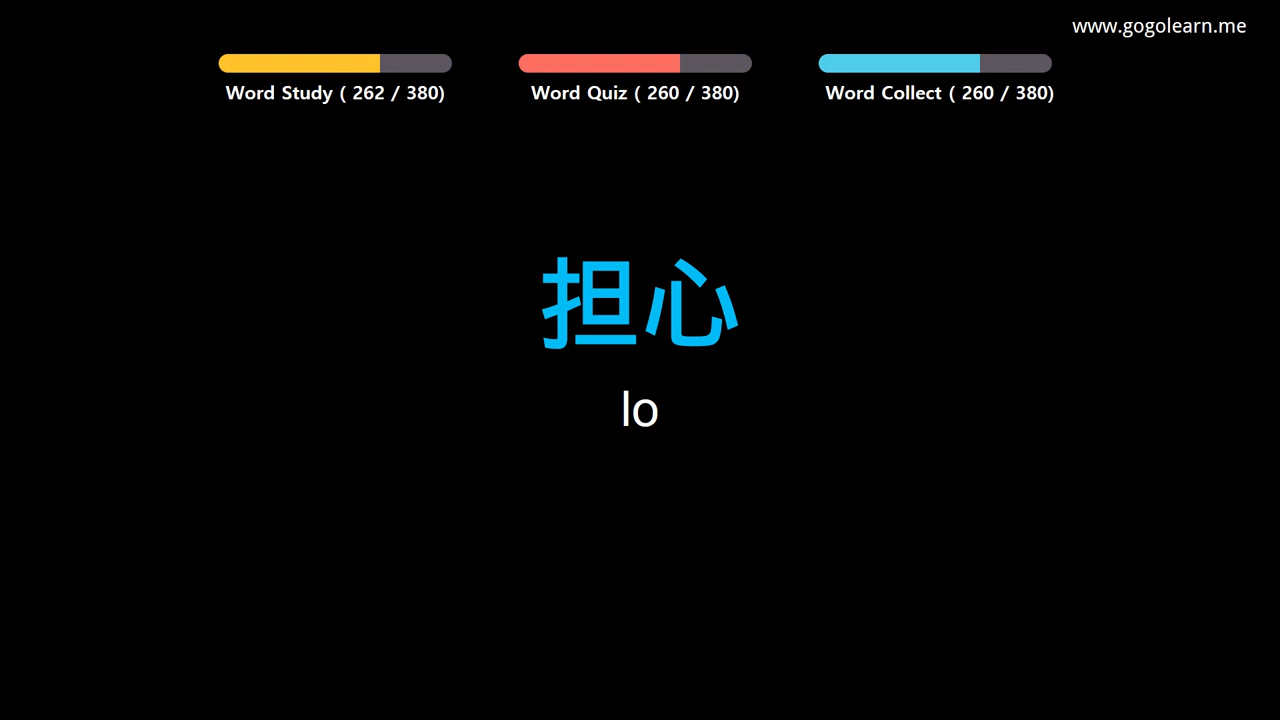 www.gogolearn.me
Word Study ( 262 / 380)
Word Quiz ( 260 / 380)
Word Collect ( 260 / 380)
担心
lo